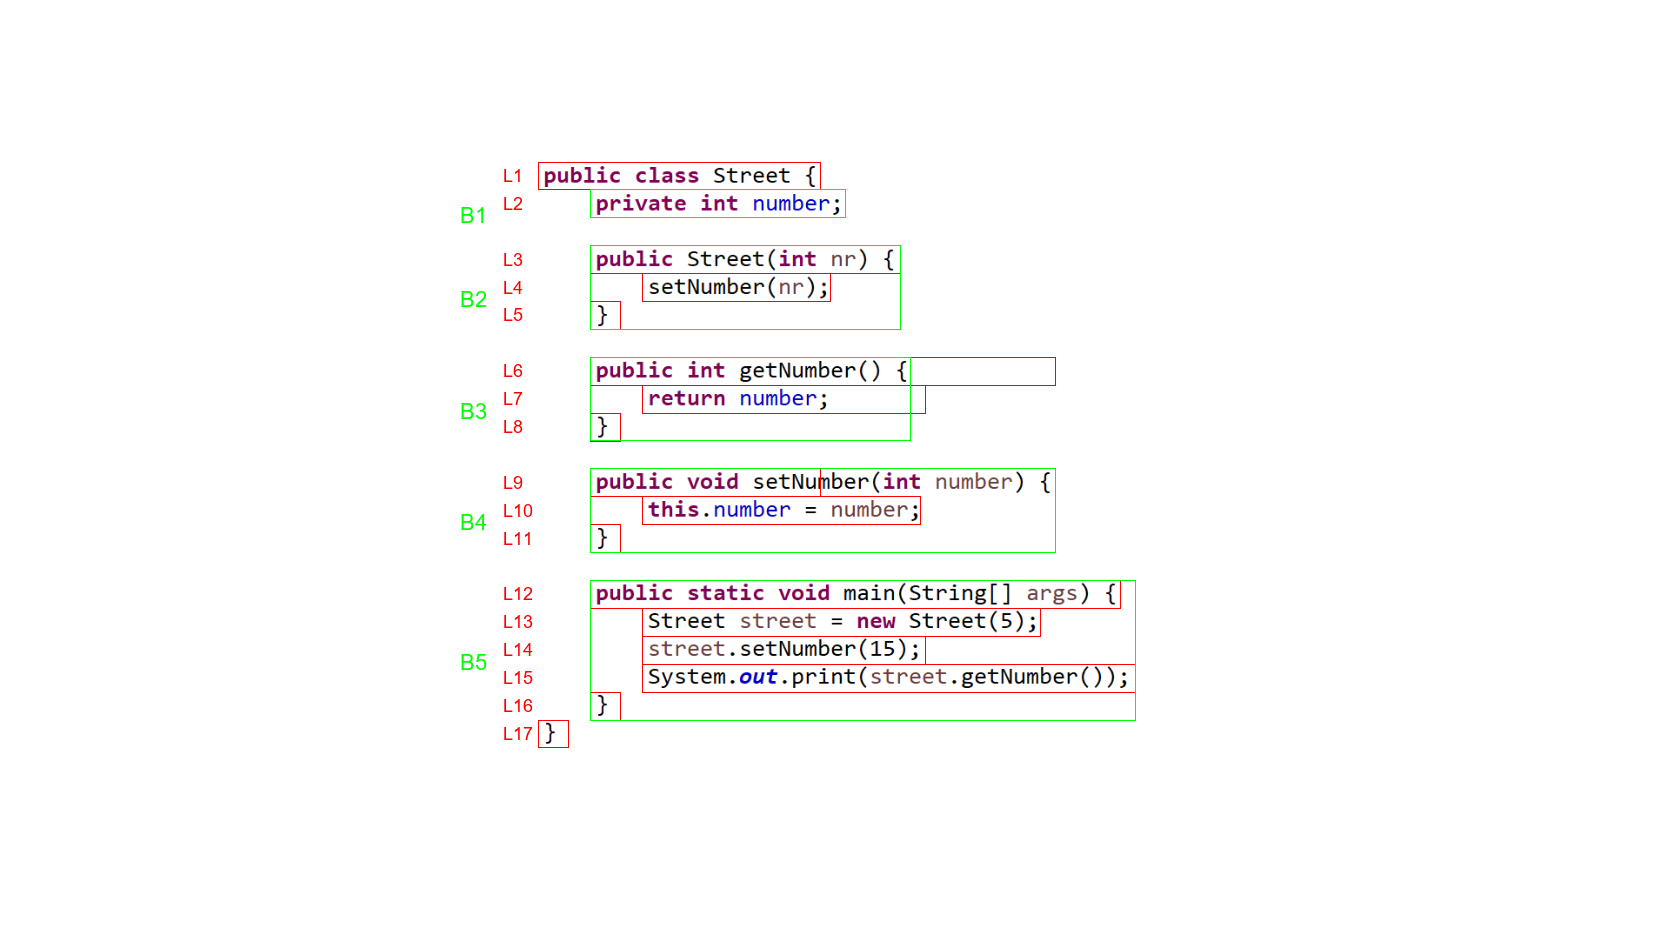 L1 public class Street {
B1 L2 private int number;
L3 public Street(int nr) {
B2 L4 setNumber(nr);
L5 }
L6 public int getNumber() {
B3 L7 return number;
L8 }
L9 public void setNumber(int number) {
B4 L10 this.number = number;
L11 }
L12 public static void main(String[] args) {
L13 Street street = new Street(5);
L14 street.setNumber(15);
B5 L15 System.out.print(street.getNumber());
L16 }
L17 }